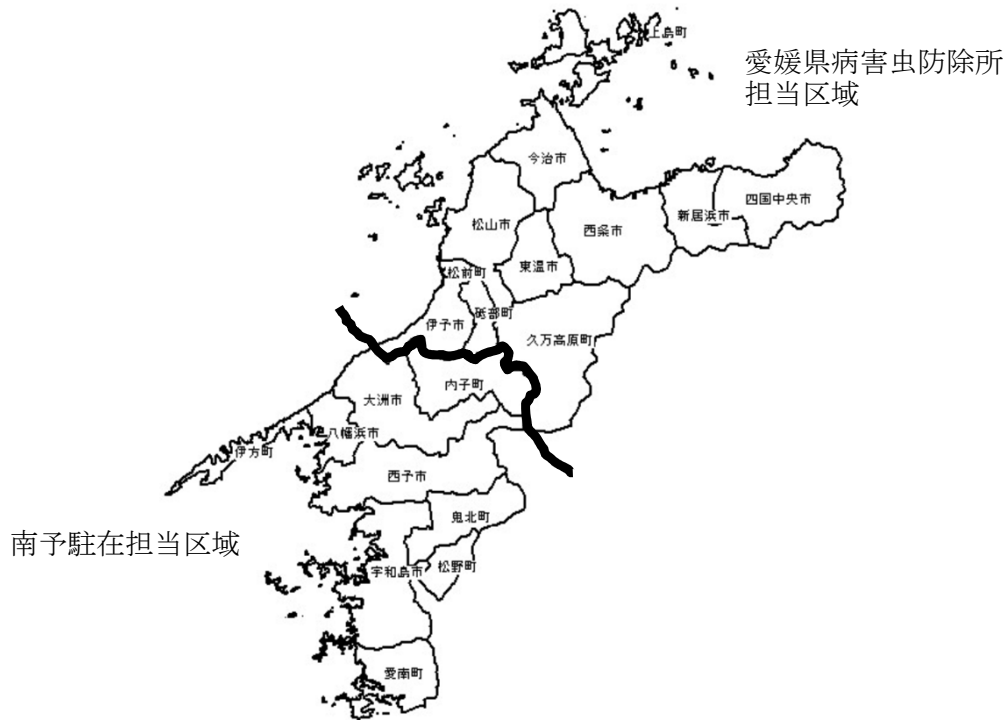 上島町
愛媛県病害虫防除所
担当区域
今治市
四国中央市
新居浜市
松山市
西条市
東温市
松前町
砥部町
伊予市
久万高原町
内子町
大洲市
八幡浜市
伊方町
西予市
鬼北町
南予駐在担当区域
松野町
宇和島市
愛南町